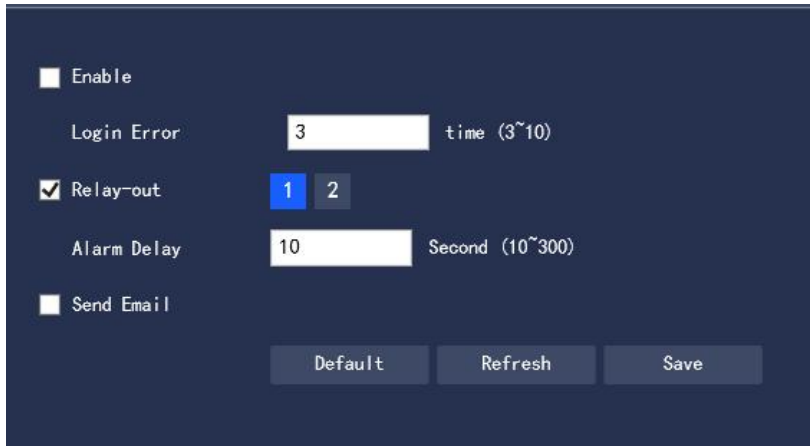 Enable
Login Error 3 time (3~10)
Relay-out 1 2
Alarm Delay 10 Second (10~300)
Send Email
Default Refresh Save